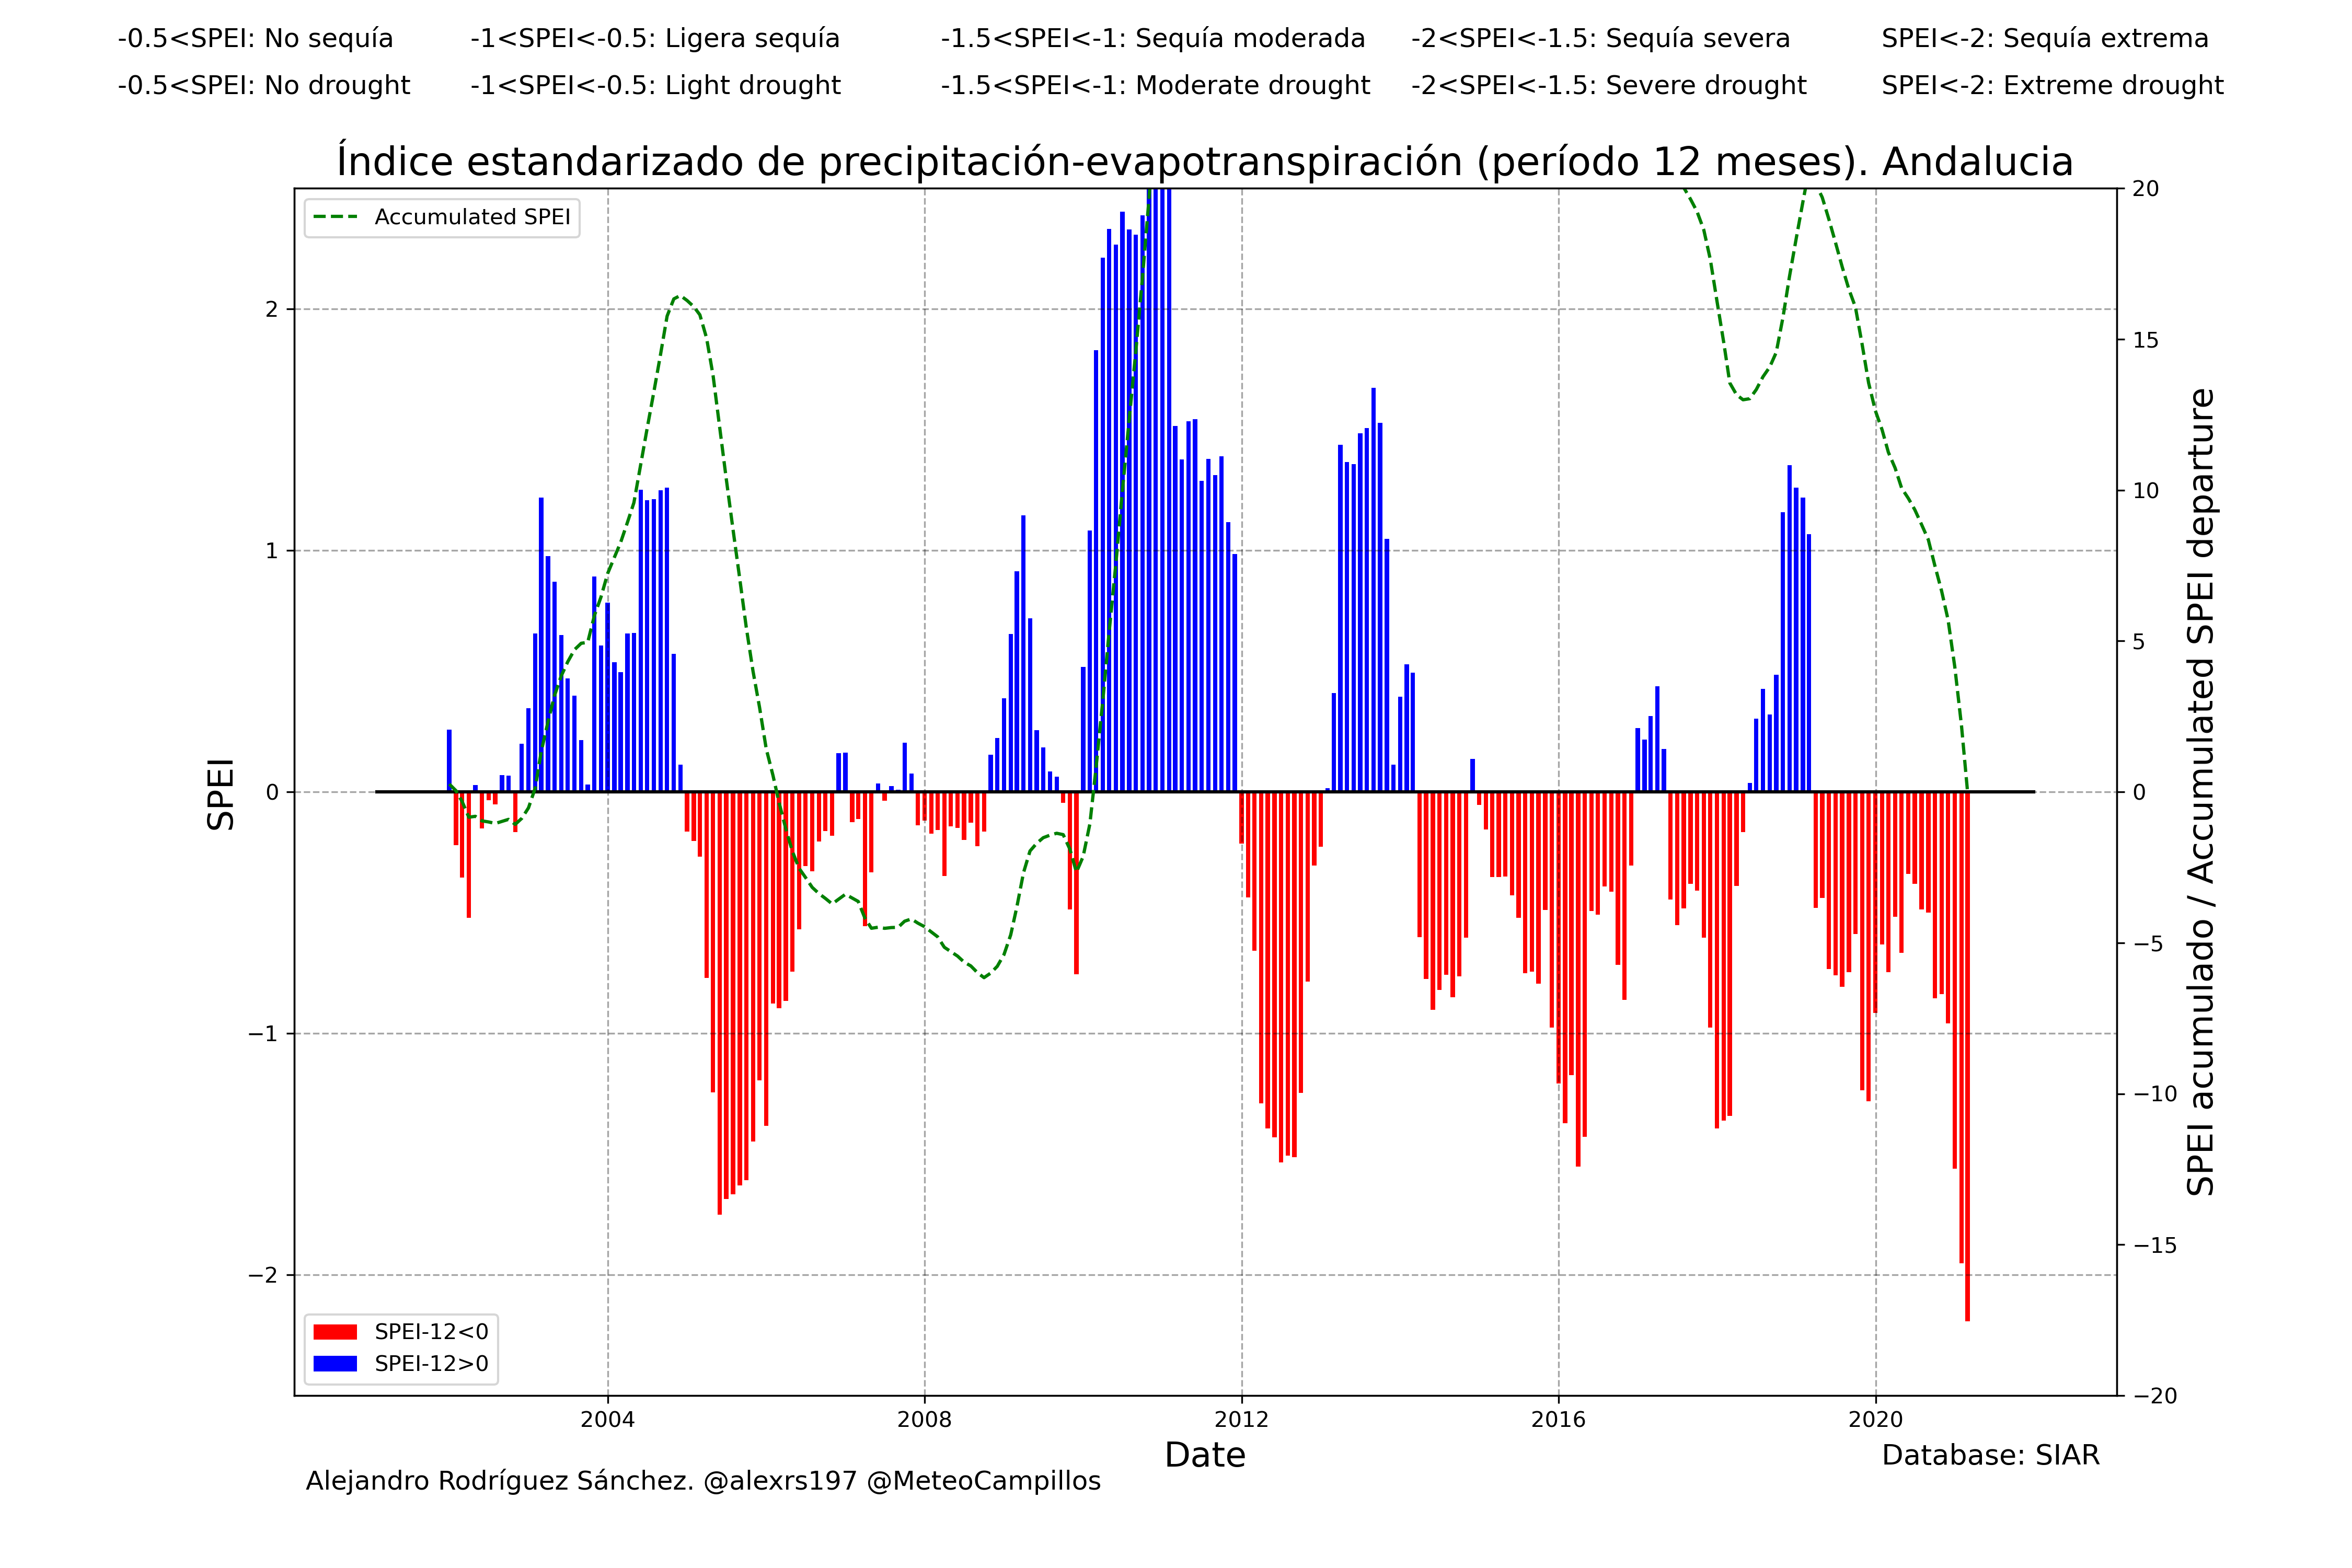 -0.5<SPEI: No sequía -1<SPEI<-0.5: Ligera sequía -1.5<SPEI<-1: Sequía moderada -2<SPEI<-1.5: Sequía severa SPEI<-2: Sequía extrema
-0.5<SPEI: No drought -1<SPEI<-0.5: Light drought -1.5<SPEI<-1: Moderate drought -2<SPEI<-1.5: Severe drought SPEI<-2: Extreme drought
Índice estandarizado de precipitación-evapotranspiración (período 12 meses). Andalucia
Accumulated SPEI
2
1
0
−1
−2
SPEI
20
15
10
5
0
−5
−10
−15
−20
SPEI acumulado / Accumulated SPEI departure
SPEI-12<0
SPEI-12>0
2004 2008 2012 2016 2020
Date
Database: SIAR
Alejandro Rodríguez Sánchez. @alexrs197 @MeteoCampillos